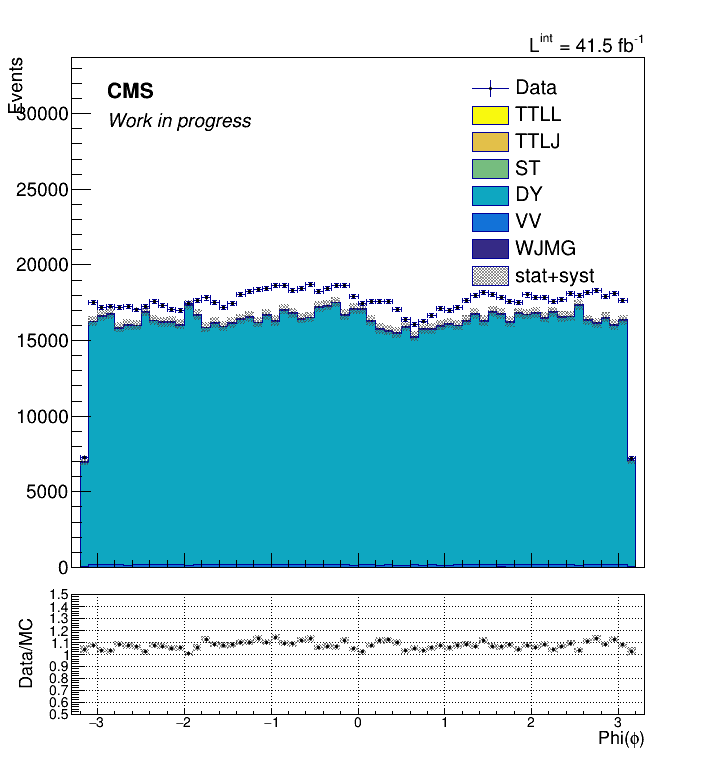 L^int = 41.5 fb^-1
Events
CMS
Work in progress
Data
TTLL
TTLJ
ST
DY
VV
WJMG
stat+syst
30000
25000
20000
15000
10000
5000
0
Data/MC
1.5
1.4
1.3
1.2
1.1
1
0.9
0.8
0.7
0.6
0.5
−3 −2 −1 0 1 2 3
Phi(ϕ)